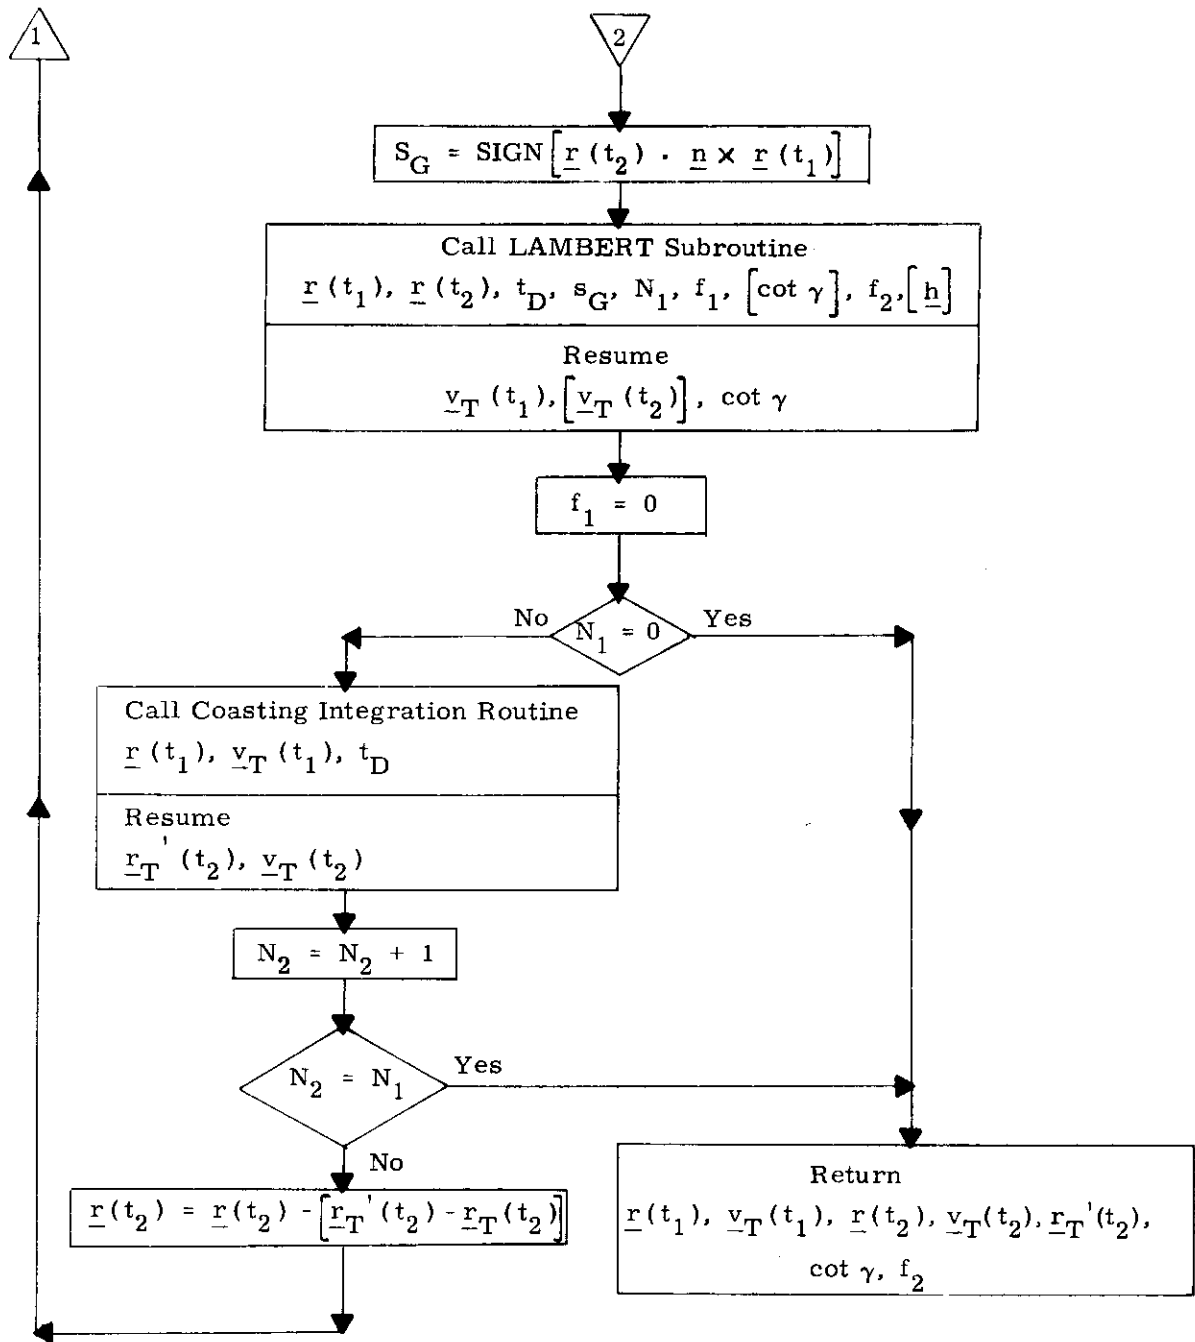 1
2
S_G = SIGN [r (t_2) . n × r (t_1)]
Call LAMBERT Subroutine
r (t_1), r (t_2), t_D, s_G, N_1, f_1, [cot γ], f_2, [h]
Resume
v_T (t_1), [v_T (t_2)], cot γ
f_1 = 0
No
N_1 = 0
Yes
Call Coasting Integration Routine
r (t_1), v_T (t_1), t_D
Resume
r_T' (t_2), v_T (t_2)
N_2 = N_2 + 1
N_2 = N_1
Yes
No
r(t_2) = r(t_2) - [r_T' (t_2) - r_T (t_2)]
Return
r(t_1), v_T(t_1), r(t_2), v_T(t_2), r_T'(t_2),
cot γ, f_2